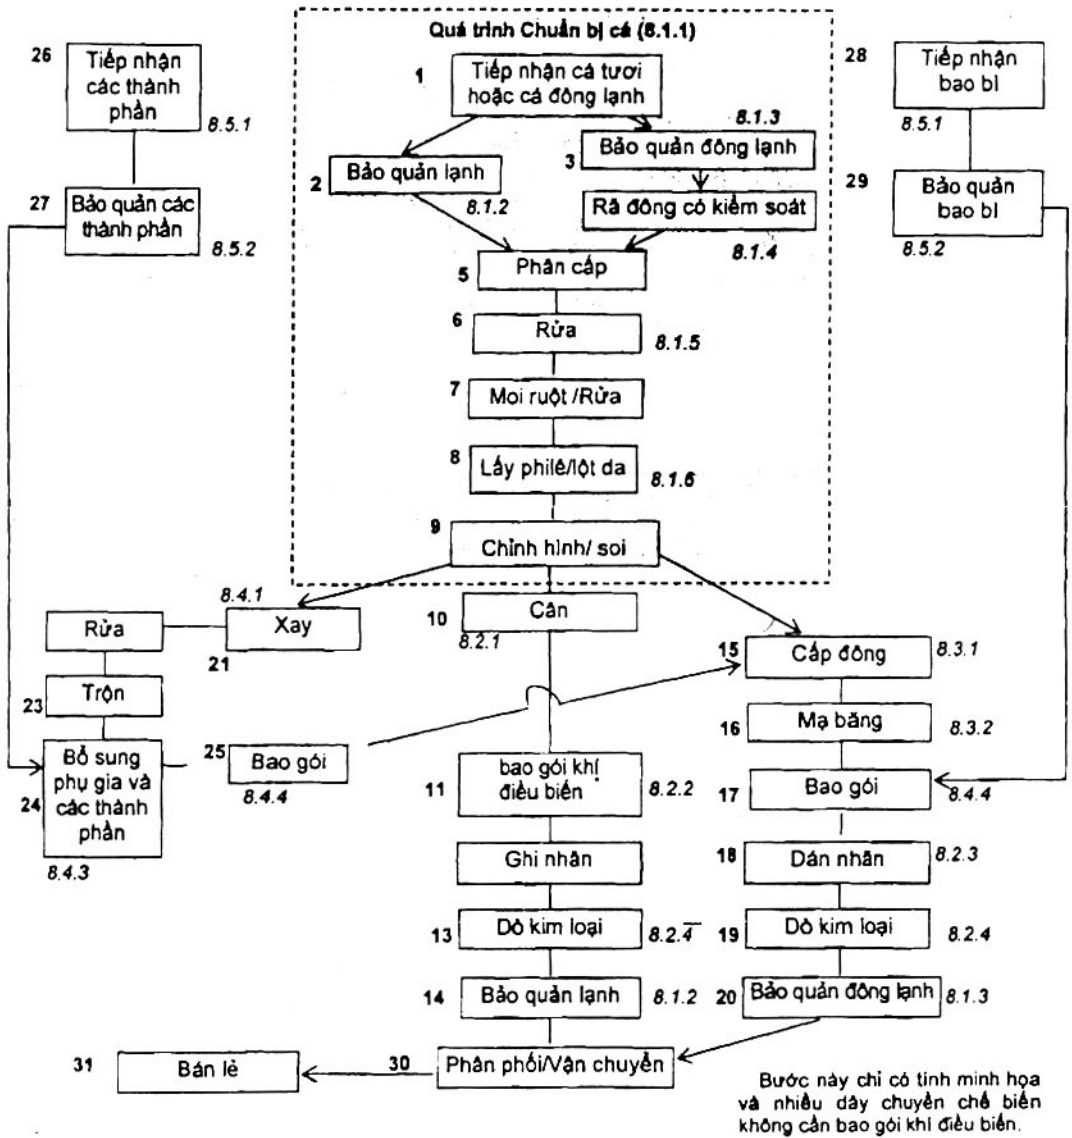 Quá trình Chuẩn bị cá (8.1.1)
26
Tiếp nhận
các thành
phần
8.5.1
1
Tiếp nhận cá tươi
hoặc cá đông lạnh
28
Tiếp nhận
bao bì
8.5.1
2
Bảo quản lạnh
8.1.2
8.1.3
3
Bảo quản đông lạnh
Rã đông có kiểm soát
8.1.4
27
Bảo quản các
thành phần
8.5.2
29
Bảo quản
bao bì
8.5.2
5
Phân cấp
6
Rửa
8.1.5
7
Moi ruột /Rửa
8
Lấy philê/lột da
8.1.6
9
Chỉnh hình/ soi
8.4.1
Rửa
Xay
21
10
Cân
8.2.1
15
Cấp đông
8.3.1
23
Trộn
16
Mạ băng
8.3.2
24
Bổ sung
phụ gia và
các thành
phần
8.4.3
25
Bao gói
8.4.4
11
bao gói khí
điều biến
8.2.2
17
Bao gói
8.4.4
Ghi nhãn
18
Dán nhãn
8.2.3
13
Dò kim loại
8.2.4
19
Dò kim loại
8.2.4
14
Bảo quản lạnh
8.1.2
20
Bảo quản đông lạnh
8.1.3
31
Bán lẻ
30
Phân phối/Vận chuyển
Bước này chỉ có tính minh họa
và nhiều dây chuyền chế biến
không cần bao gói khí điều biến.